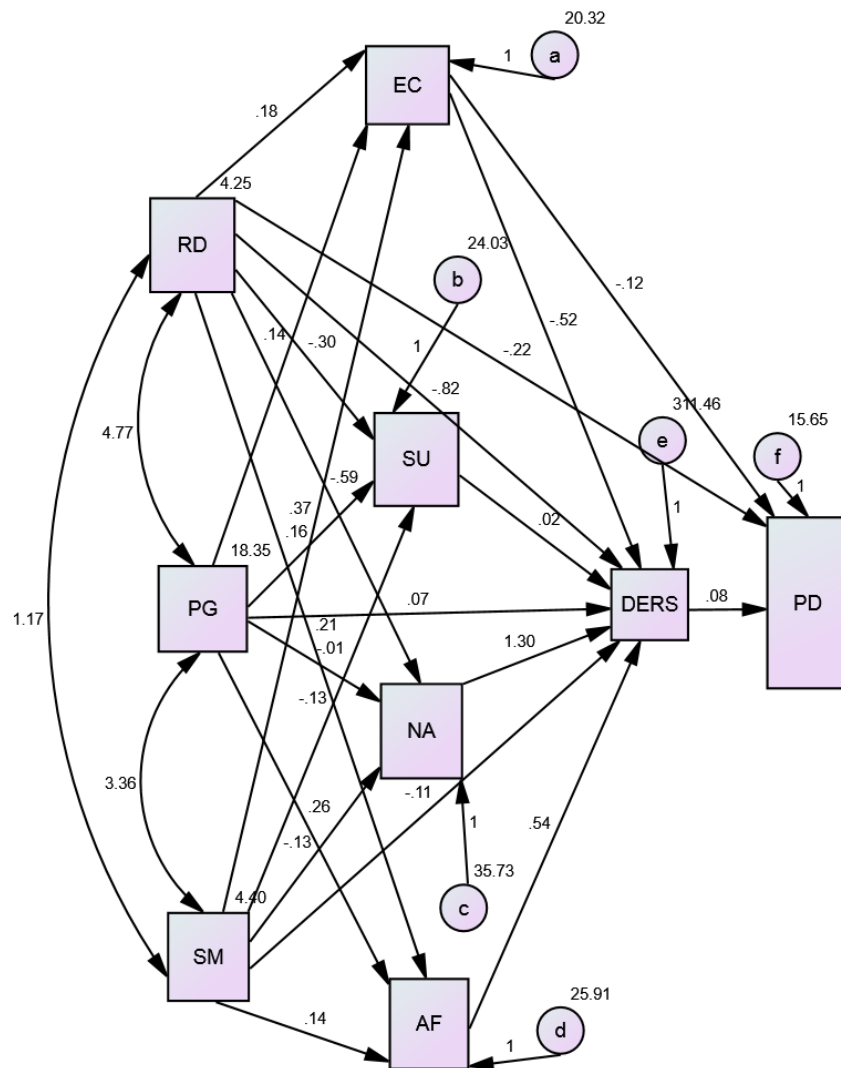 20.32
a
1
EC
.18
4.25
RD
24.03
b
-.12
-.52
.14
-.30
1
-.22
-.82
311.46
15.65
4.77
SU
e
f
1
-.59
.37
.16
.02
1
18.35
PG
.07
DERS
.08
PD
1.17
.21
-.01
1.30
-.13
NA
3.36
.26
-.11
-.13
1
.54
35.73
4.40
c
SM
25.91
.14
AF
d
1